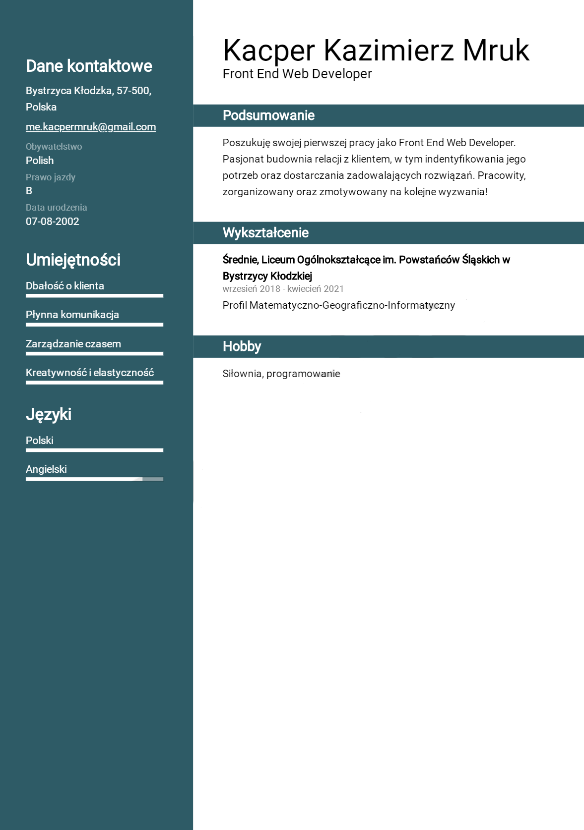 Dane kontaktowe
Bystrzyca Kłodzka, 57-500,
Polska
me.kacpermruk@gmail.com
Obywatelstwo
Polish
Prawo jazdy
B
Data urodzenia
07-08-2002
Umiejętności
Dbałość o klienta
Płynna komunikacja
Zarządzanie czasem
Kreatywność i elastyczność
Języki
Polski
Angielski
Kacper Kazimierz Mruk
Front End Web Developer
Podsumowanie
Poszukuję swojej pierwszej pracy jako Front End Web Developer.
Pasjonat budownia relacji z klientem, w tym indentyfikowania jego
potrzeb oraz dostarczania zadowalających rozwiązań. Pracowity,
zorganizowany oraz zmotywowany na kolejne wyzwania!
Wykształcenie
Średnie, Liceum Ogólnokształcące im. Powstańców Śląskich w
Bystrzycy Kłodzkiej
wrzesień 2018 - kwiecień 2021
Profil Matematyczno-Geograficzno-Informatyczny
Hobby
Siłownia, programowanie